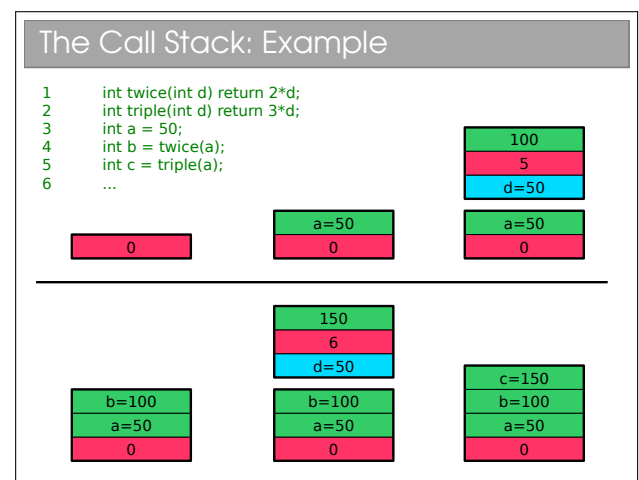 The Call Stack: Example
1 int twice(int d) return 2*d;
2 int triple(int d) return 3*d;
3 int a = 50;
4 int b = twice(a);
5 int c = triple(a);
6 ...
0
a=50
0
100
5
d=50
a=50
0
b=100
a=50
0
150
6
d=50
b=100
a=50
0
c=150
b=100
a=50
0